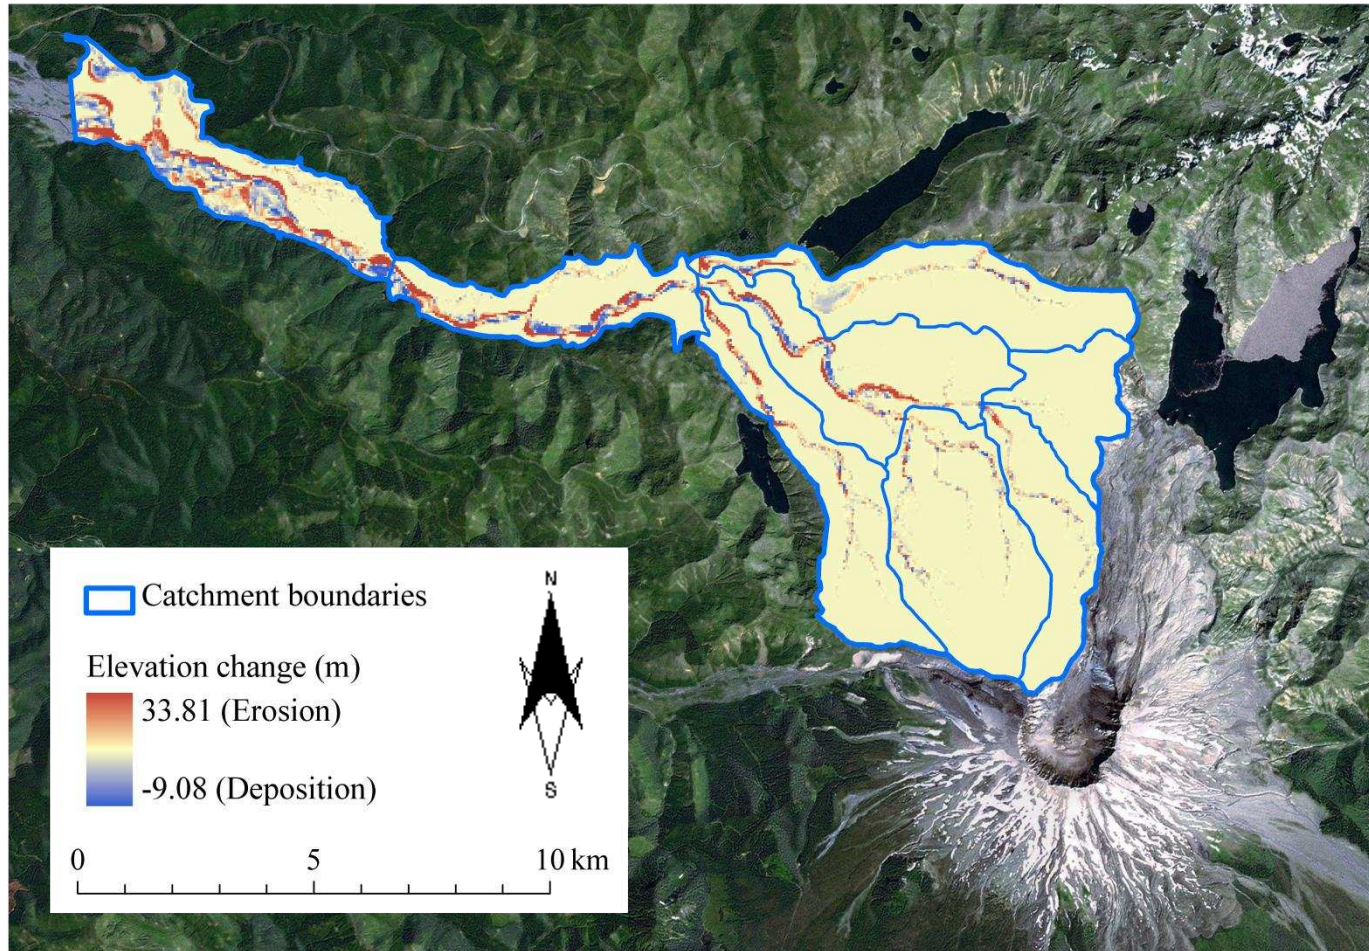 Catchment boundaries
Elevation change (m)
33.81 (Erosion)
-9.08 (Deposition)
N
S
0 5 10 km